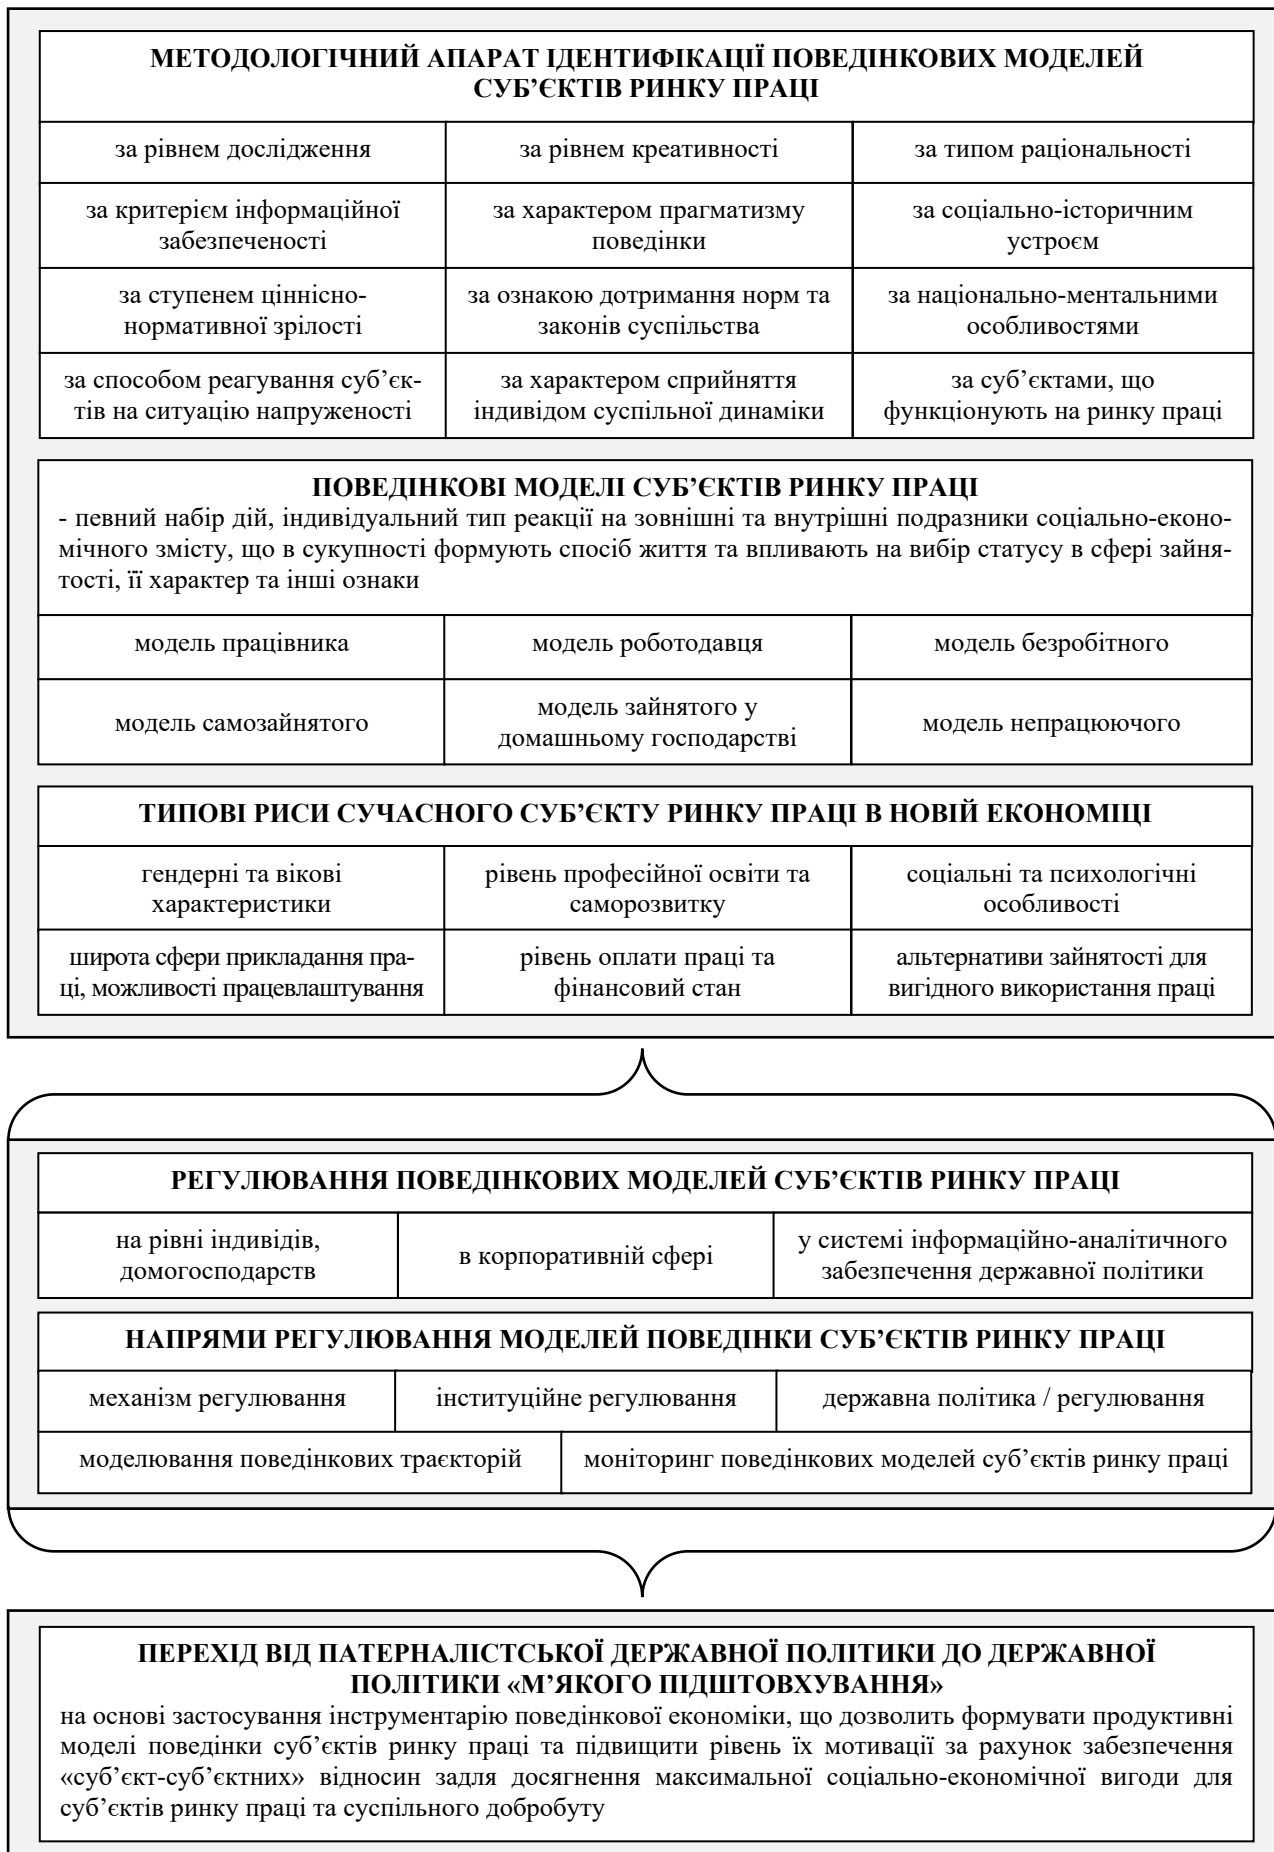 МЕТОДОЛОГІЧНИЙ АПАРАТ ІДЕНТИФІКАЦІЇ ПОВЕДІНКОВИХ МОДЕЛЕЙ
СУБ’ЄКТІВ РИНКУ ПРАЦІ
за рівнем дослідження
за рівнем креативності
за типом раціональності
за критерієм інформаційної
забезпеченості
за характером прагматизму
поведінки
за соціально-історичним
устроєм
за ступенем ціннісно-
нормативної зрілості
за ознакою дотримання норм та
законів суспільства
за національно-ментальними
особливостями
за способом реагування суб’єк-
тів на ситуацію напруженості
за характером сприйняття
індивідом суспільної динаміки
за суб’єктами, що
функціонують на ринку праці
ПОВЕДІНКОВІ МОДЕЛІ СУБ’ЄКТІВ РИНКУ ПРАЦІ
- певний набір дій, індивідуальний тип реакції на зовнішні та внутрішні подразники соціально-еконо-
мічного змісту, що в сукупності формують спосіб життя та впливають на вибір статусу в сфері зайня-
тості, її характер та інші ознаки
модель працівника
модель роботодавця
модель безробітного
модель самозайнятого
модель зайнятого у
домашньому господарстві
модель непрацюючого
ТИПОВІ РИСИ СУЧАСНОГО СУБ’ЄКТУ РИНКУ ПРАЦІ В НОВІЙ ЕКОНОМІЦІ
гендерні та вікові
характеристики
рівень професійної освіти та
саморозвитку
соціальні та психологічні
особливості
широта сфери прикладання пра-
ці, можливості працевлаштування
рівень оплати праці та
фінансовий стан
альтернативи зайнятості для
вигідного використання праці
РЕГУЛЮВАННЯ ПОВЕДІНКОВИХ МОДЕЛЕЙ СУБ’ЄКТІВ РИНКУ ПРАЦІ
на рівні індивідів,
домогосподарств
в корпоративній сфері
у системі інформаційно-аналітичного
забезпечення державної політики
НАПРЯМИ РЕГУЛЮВАННЯ МОДЕЛЕЙ ПОВЕДІНКИ СУБ’ЄКТІВ РИНКУ ПРАЦІ
механізм регулювання
інституційне регулювання
державна політика / регулювання
моделювання поведінкових траєкторій
моніторинг поведінкових моделей суб’єктів ринку праці
ПЕРЕХІД ВІД ПАТЕРНАЛІСТСЬКОЇ ДЕРЖАВНОЇ ПОЛІТИКИ ДО ДЕРЖАВНОЇ
ПОЛІТИКИ «М’ЯКОГО ПІДШТОВХУВАННЯ»
на основі застосування інструментарію поведінкової економіки, що дозволить формувати продуктивні
моделі поведінки суб’єктів ринку праці та підвищити рівень їх мотивації за рахунок забезпечення
«суб’єкт-суб’єктних» відносин задля досягнення максимальної соціально-економічної вигоди для
суб’єктів ринку праці та суспільного добробуту